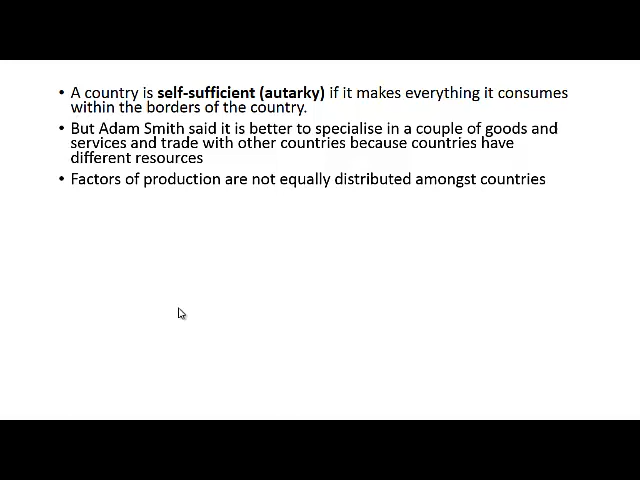 • A country is self-sufficient (autarky) if it makes everything it consumes
within the borders of the country.
• But Adam Smith said it is better to specialise in a couple of goods and
services and trade with other countries because countries have
different resources
• Factors of production are not equally distributed amongst countries